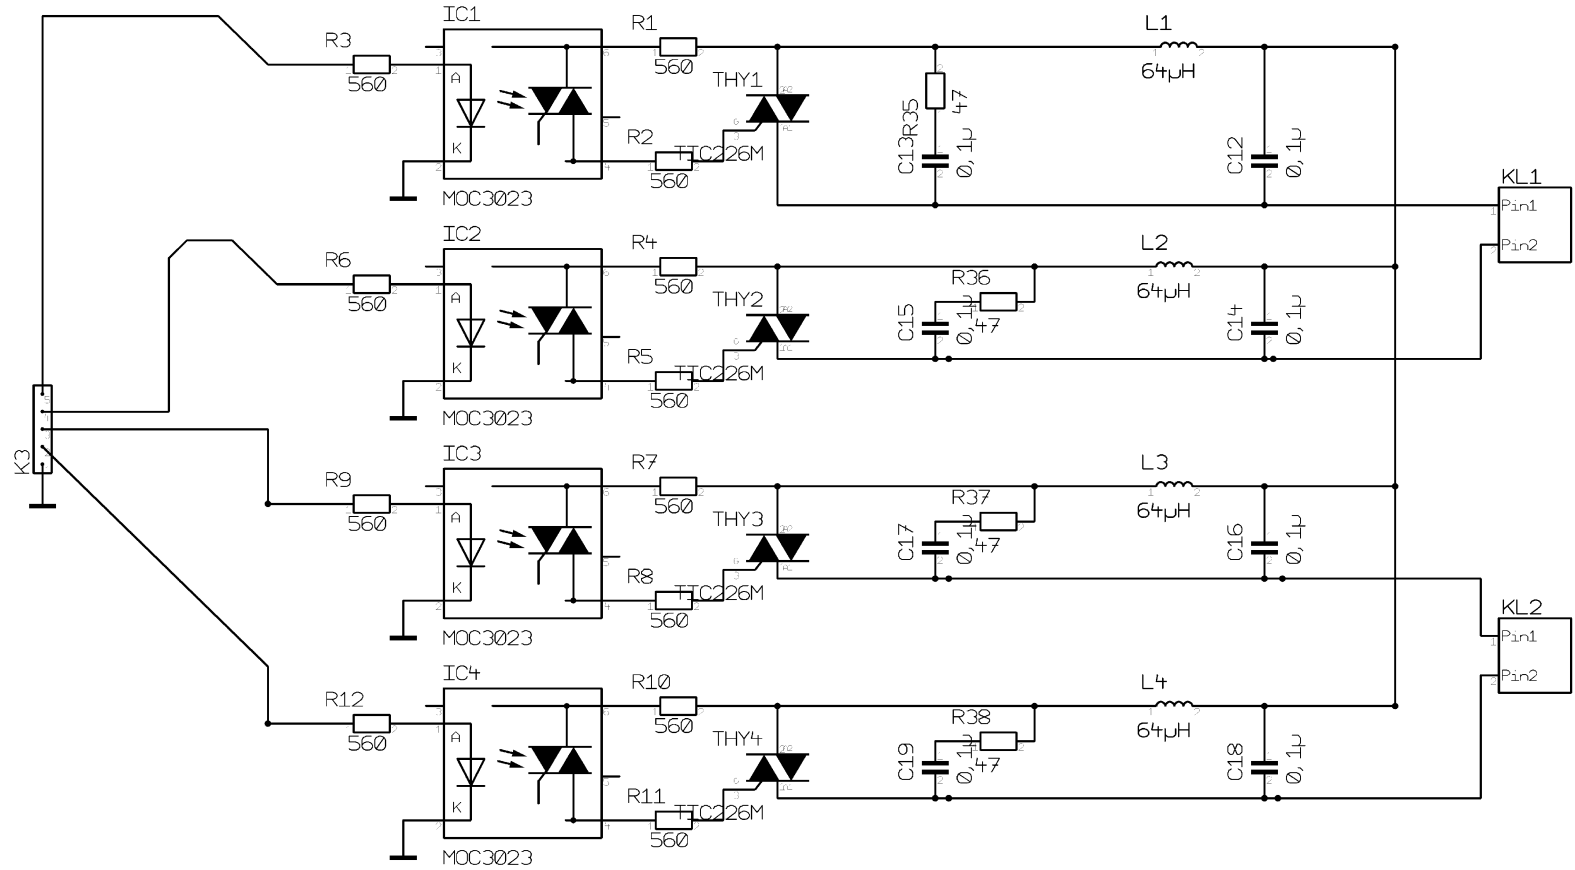 IC1
R3
560
A
K
MOC3023
R1
560
R2
560
THY1
TIC226M
R35
47
C13
0,1µ
L1
64µH
C12
0,1µ
KL1
Pin1
Pin2
IC2
R6
560
A
K
MOC3023
R4
560
R5
560
THY2
TIC226M
R36
47
C15
0,1µ
L2
64µH
C14
0,1µ
K3
IC3
R9
560
A
K
MOC3023
R7
560
R8
560
THY3
TIC226M
R37
47
C17
0,1µ
L3
64µH
C16
0,1µ
KL2
Pin1
Pin2
IC4
R12
560
A
K
MOC3023
R10
560
R11
560
THY4
TIC226M
R38
47
C19
0,1µ
L4
64µH
C18
0,1µ